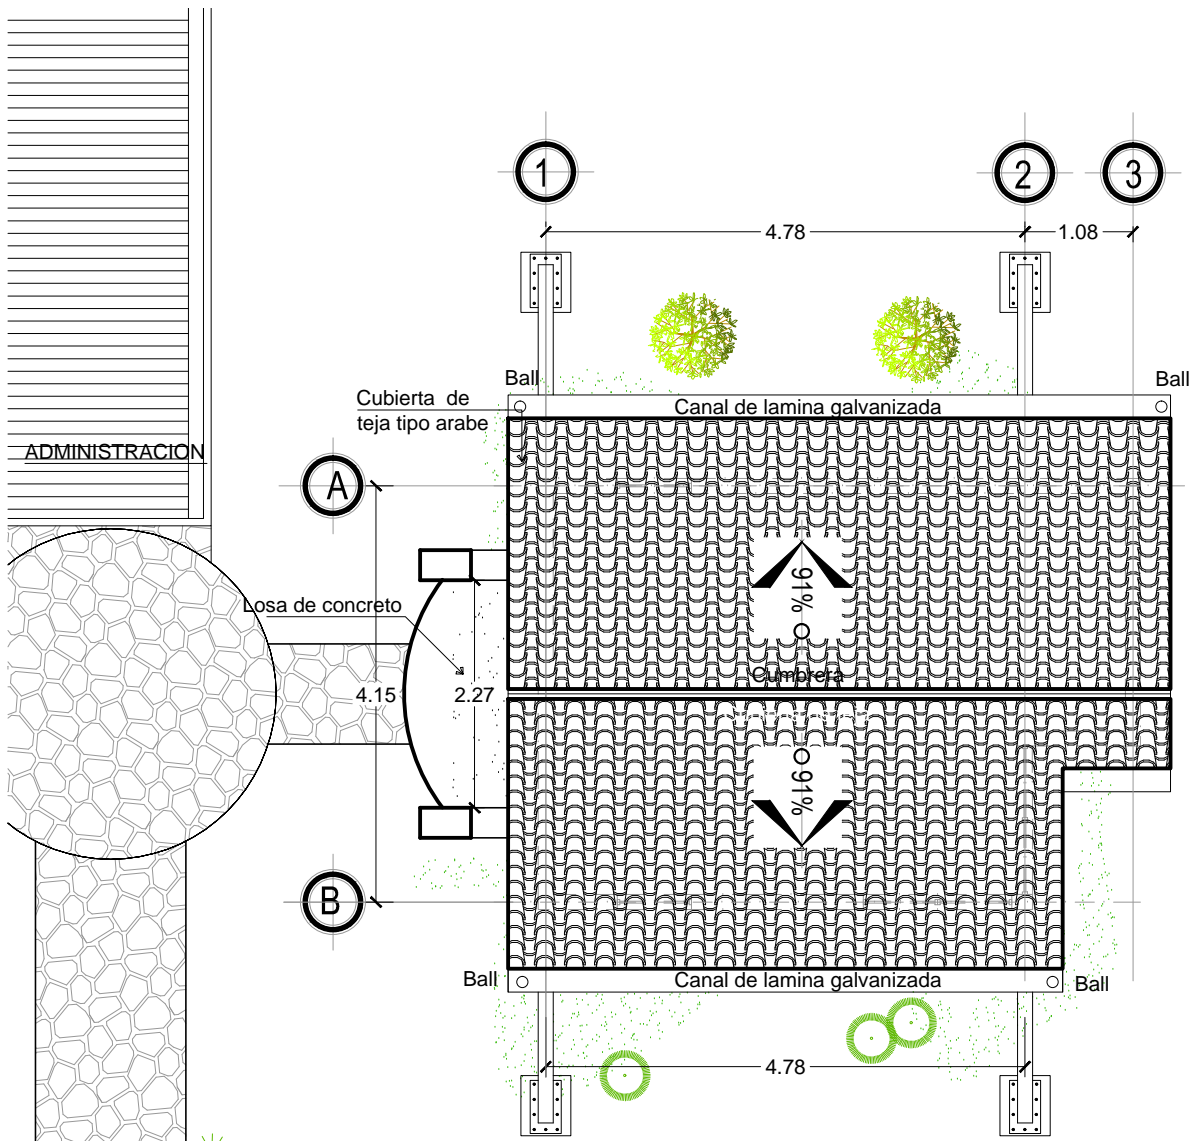 1
2
3
4.78
1.08
Ball
Ball
Cubierta de
teja tipo arabe
Canal de lamina galvanizada
ADMINISTRACION
A
91%
Losa de concreto
Cumbrera
4.15
2.27
91%
B
Ball
Canal de lamina galvanizada
Ball
4.78